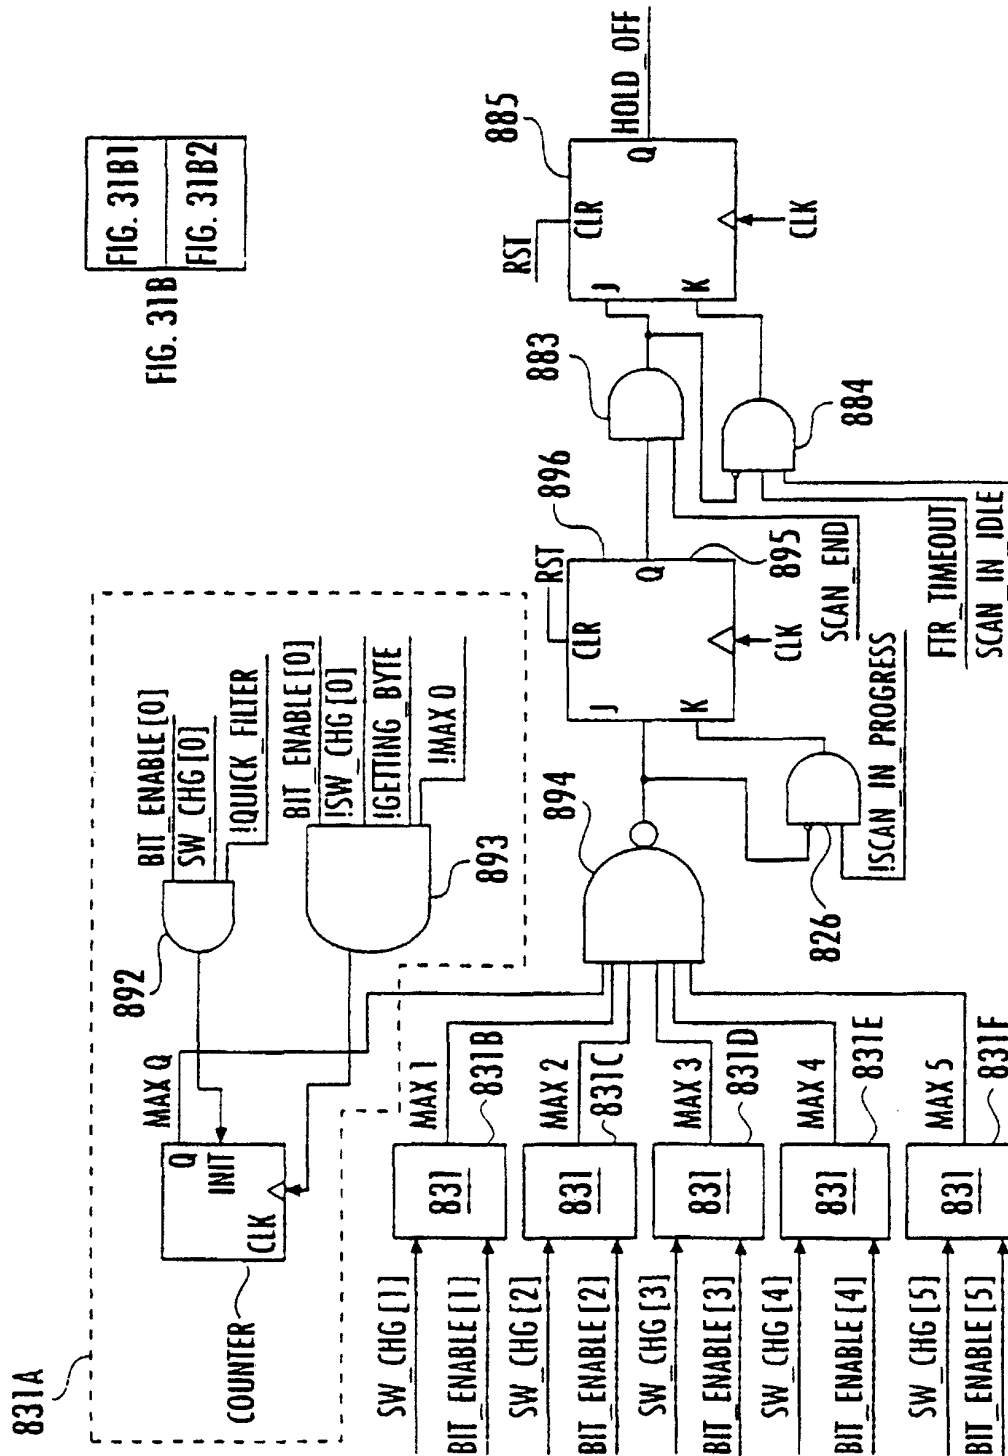 831A
COUNTER
Q
INIT
CLK
MAX Q
892
BIT_ENABLE [0]
SW_CHG [0]
!QUICK_FILTER
BIT_ENABLE [0]
!SW_CHG [0]
!GETTING_BYTE
!MAX 0
893
FIG. 31B1
FIG. 31B2
FIG. 31B
SW_CHG [1]
BIT_ENABLE [1]
831
MAX 1
831B
SW_CHG [2]
BIT_ENABLE [2]
831
MAX 2
831C
SW_CHG [3]
BIT_ENABLE [3]
831
MAX 3
831D
SW_CHG [4]
BIT_ENABLE [4]
831
MAX 4
831E
SW_CHG [5]
BIT_ENABLE [5]
831
MAX 5
831F
894
826
!SCAN_IN_PROGRESS
RST
CLR
J
Q
K
CLK
896
895
SCAN_END
883
884
FTR_TIMEOUT
SCAN_IN_IDLE
RST
CLR
J
Q
K
CLK
885
HOLD_OFF